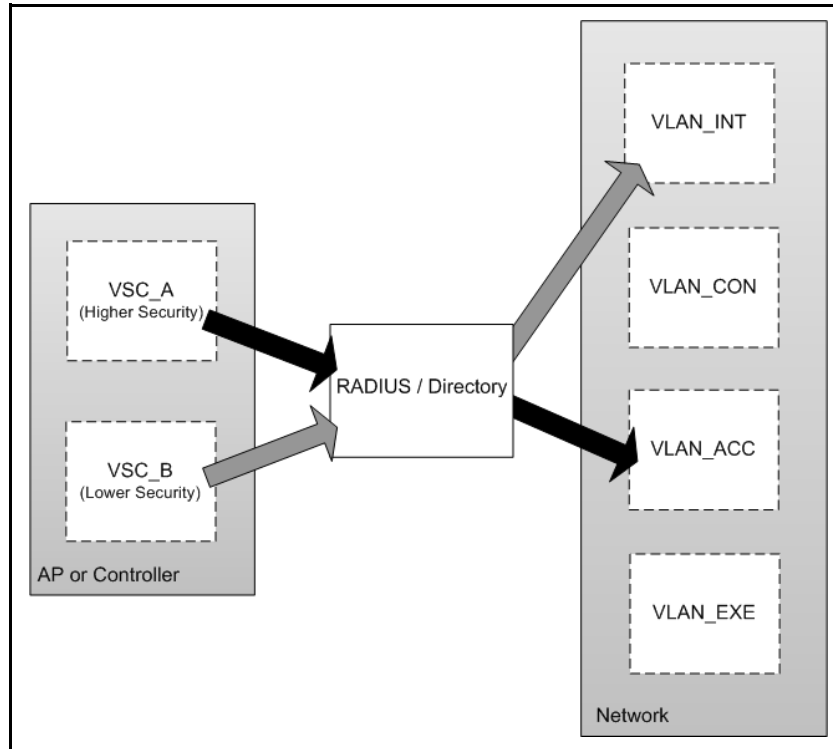 VSC_A
(Higher Security)
VSC_B
(Lower Security)
AP or Controller
RADIUS / Directory
VLAN_INT
VLAN_CON
VLAN_ACC
VLAN_EXE
Network